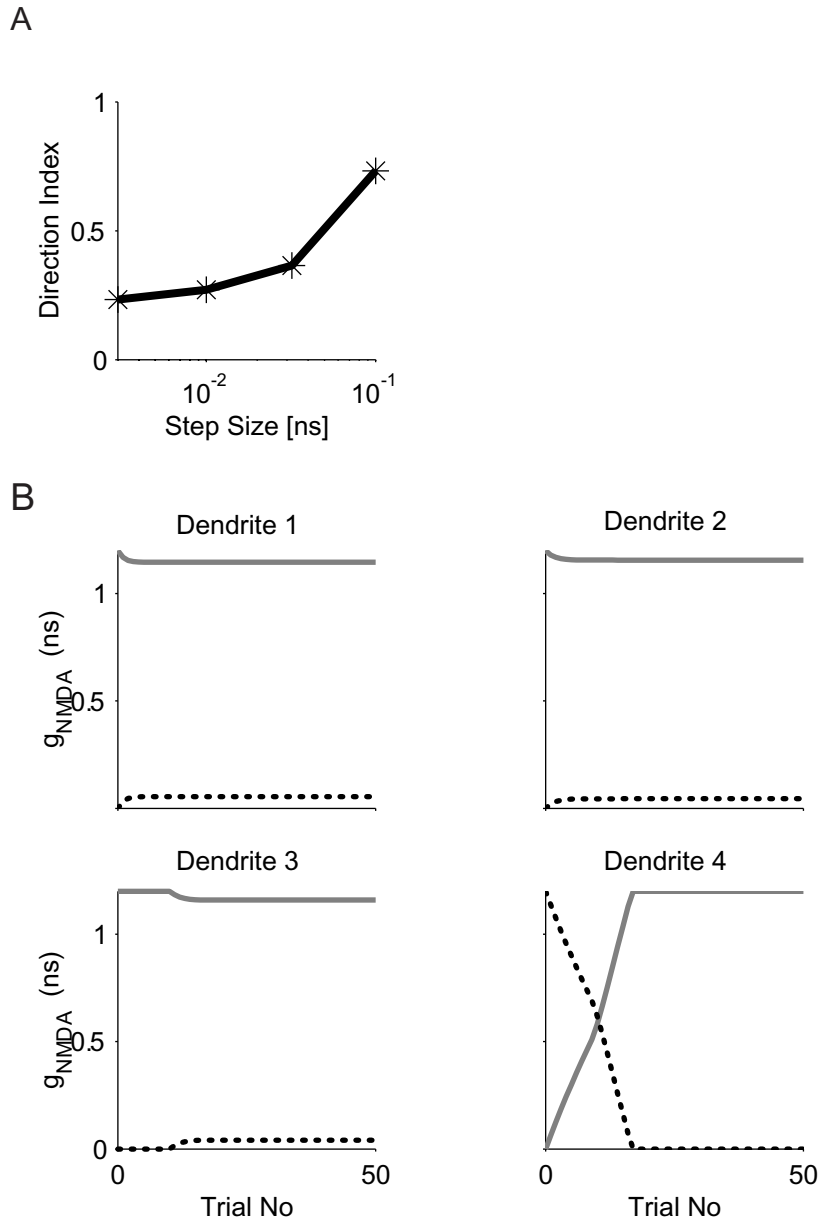 A
1
0.5
0
Direction Index
10-2
10-1
Step Size [ns]
B
Dendrite 1
Dendrite 2
1
0.5
gNMDA (ns)
Dendrite 3
Dendrite 4
1
0.5
0
gNMDA (ns)
0
50
0
50
Trial No
Trial No